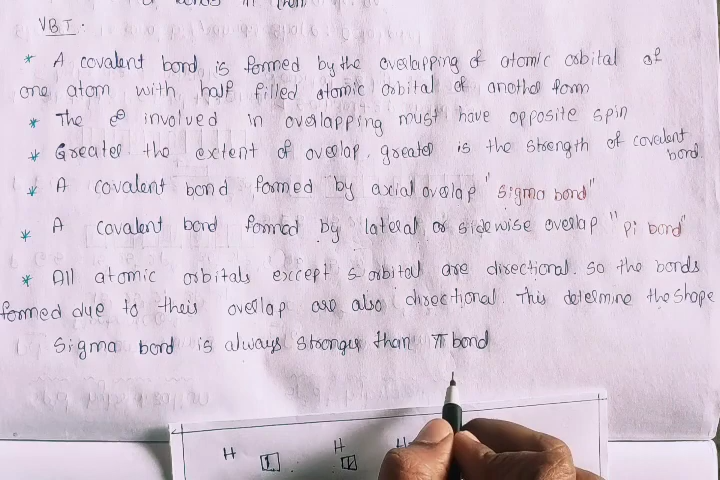 V.B.T.
* A covalent bond is formed by the overlapping of atomic orbital of
one atom with half filled atomic orbital of another form
* The e⊖ involved in overlapping must have opposite spin
* Greater the extent of overlap, greater is the strength of covalent
bond.
* A covalent bond formed by axial overlap "sigma bond"
* A covalent bond formed by lateral or sidewise overlap "pi bond"
* All atomic orbitals except s-orbital are directional. so the bonds
formed due to their overlap are also directional. This determine the shape
Sigma bond is always stronger than π bond
H H H
1